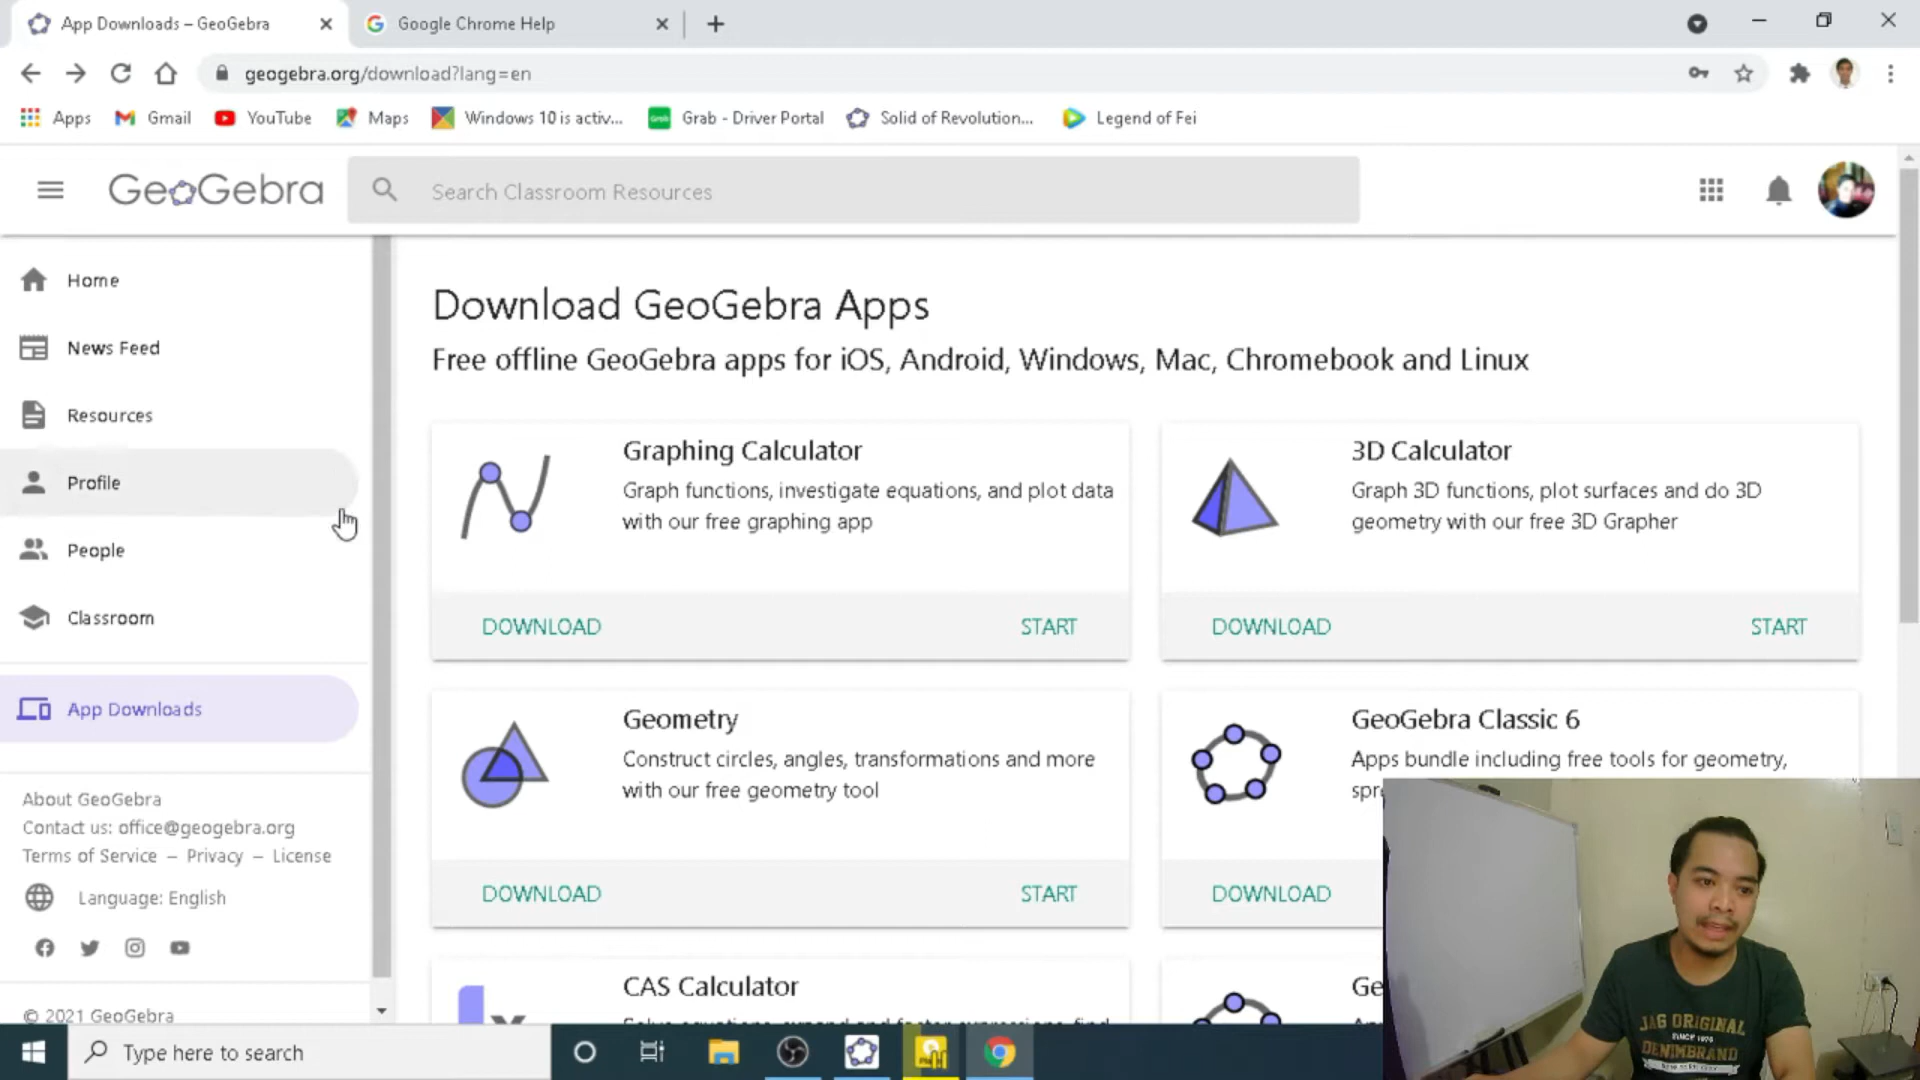 App Downloads – GeoGebra
Google Chrome Help
geogebra.org/download?lang=en
Apps
Gmail
YouTube
Maps
Windows 10 is activ...
Grab - Driver Portal
Solid of Revolution...
Legend of Fei
GeoGebra
Search Classroom Resources
Home
News Feed
Resources
Profile
People
Classroom
App Downloads
About GeoGebra
Contact us: office@geogebra.org
Terms of Service – Privacy – License
Language: English
© 2021 GeoGebra
Download GeoGebra Apps
Free offline GeoGebra apps for iOS, Android, Windows, Mac, Chromebook and Linux
Graphing Calculator
Graph functions, investigate equations, and plot data
with our free graphing app
DOWNLOAD
START
3D Calculator
Graph 3D functions, plot surfaces and do 3D
geometry with our free 3D Grapher
DOWNLOAD
START
Geometry
Construct circles, angles, transformations and more
with our free geometry tool
DOWNLOAD
START
GeoGebra Classic 6
Apps bundle including free tools for geometry,
DOWNLOAD
CAS Calculator
Type here to search
JAG ORIGINAL
SINCE 1976
DENIMBRAND